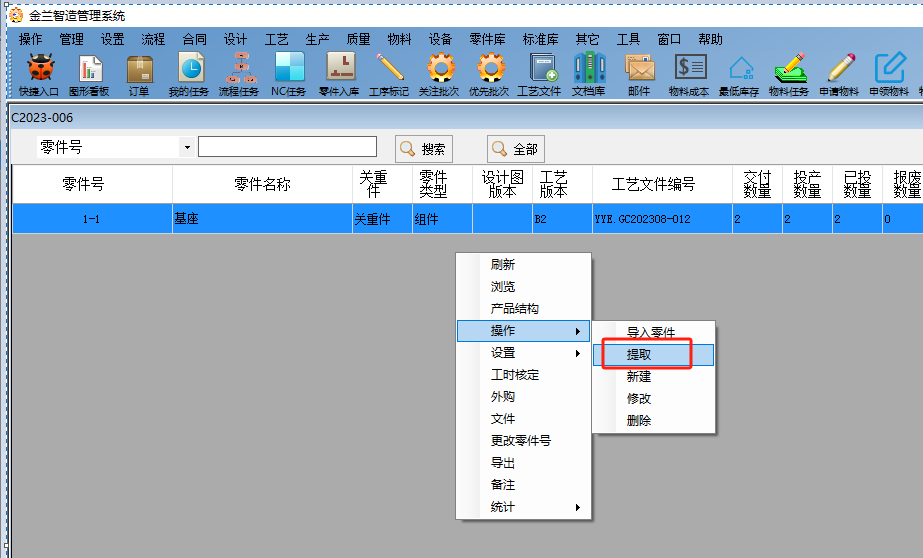 金兰智造管理系统
操作 管理 设置 流程 合同 设计 工艺 生产 质量 物料 设备 零件库 标准库 其它 工具 窗口 帮助
快捷入口 图形看板 订单 我的任务 流程任务 NC任务 零件入库 工序标记 关注批次 优先批次 工艺文件 文档库 邮件 物料成本 最低库存 物料任务 申请物料 申领物料
C2023-006
零件号 搜索 全部
零件号 零件名称 关重件 零件类型 设计图版本 工艺版本 工艺文件编号 交付数量 投产数量 已投数量 报废数量
1-1 基座 关重件 组件 B2 YYE.GC202308-012 2 2 2 0
刷新
浏览
产品结构
操作
设置
工时核定
外购
文件
更改零件号
导出
备注
统计
导入零件
提取
新建
修改
删除